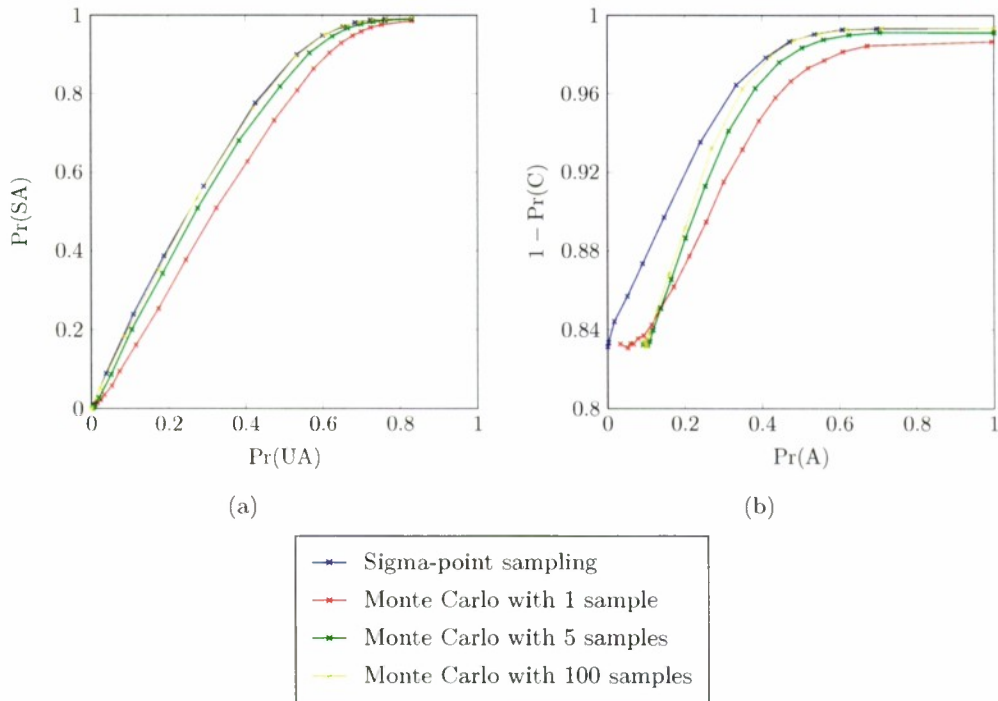 1
0.8
0.6
0.4
0.2
0
Pr(SA)
0 0.2 0.4 0.6 0.8 1
Pr(UA)
(a)
1
0.96
0.92
0.88
0.84
0.8
1 − Pr(C)
0 0.2 0.4 0.6 0.8 1
Pr(A)
(b)
Sigma-point sampling
Monte Carlo with 1 sample
Monte Carlo with 5 samples
Monte Carlo with 100 samples